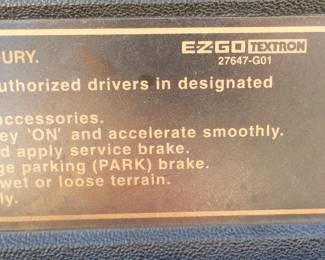 EZGO TEXTRON
27647-G01
URY.
uthorized drivers in designated
accessories.
ey 'ON' and accelerate smoothly.
d apply service brake.
ge parking (PARK) brake.
wet or loose terrain.
ly.